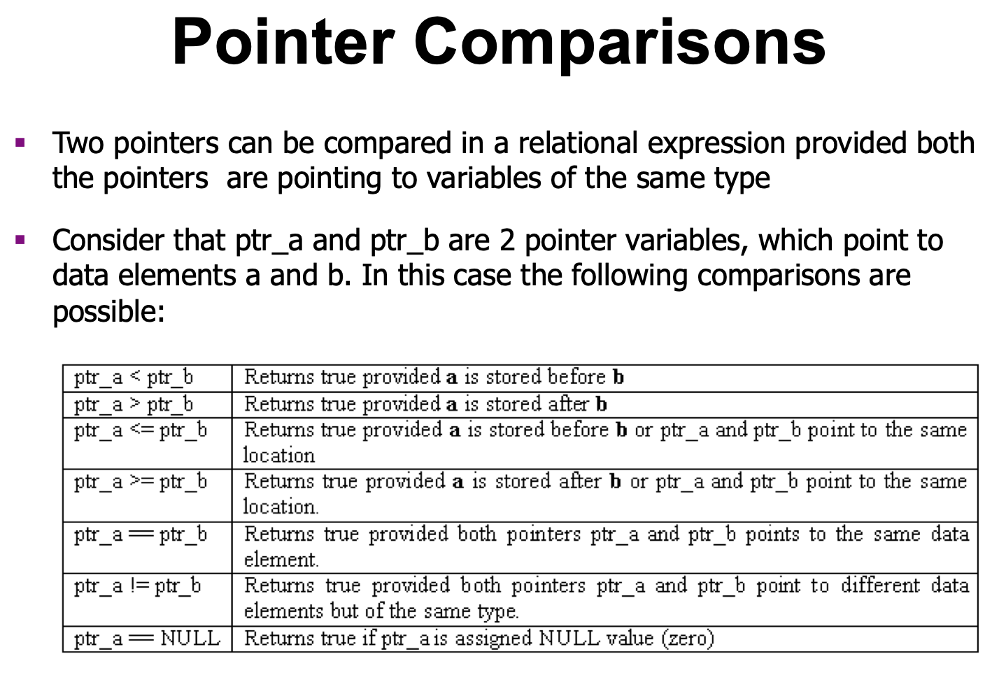 Pointer Comparisons
▪ Two pointers can be compared in a relational expression provided both
the pointers  are pointing to variables of the same type
▪ Consider that ptr_a and ptr_b are 2 pointer variables, which point to
data elements a and b. In this case the following comparisons are
possible:
ptr_a < ptr_b Returns true provided a is stored before b
ptr_a > ptr_b Returns true provided a is stored after b
ptr_a <= ptr_b Returns true provided a is stored before b or ptr_a and ptr_b point to the same
location
ptr_a >= ptr_b Returns true provided a is stored after b or ptr_a and ptr_b point to the same
location.
ptr_a == ptr_b Returns true provided both pointers ptr_a and ptr_b points to the same data
element.
ptr_a != ptr_b Returns true provided both pointers ptr_a and ptr_b point to different data
elements but of the same type.
ptr_a == NULL Returns true if ptr_a is assigned NULL value (zero)